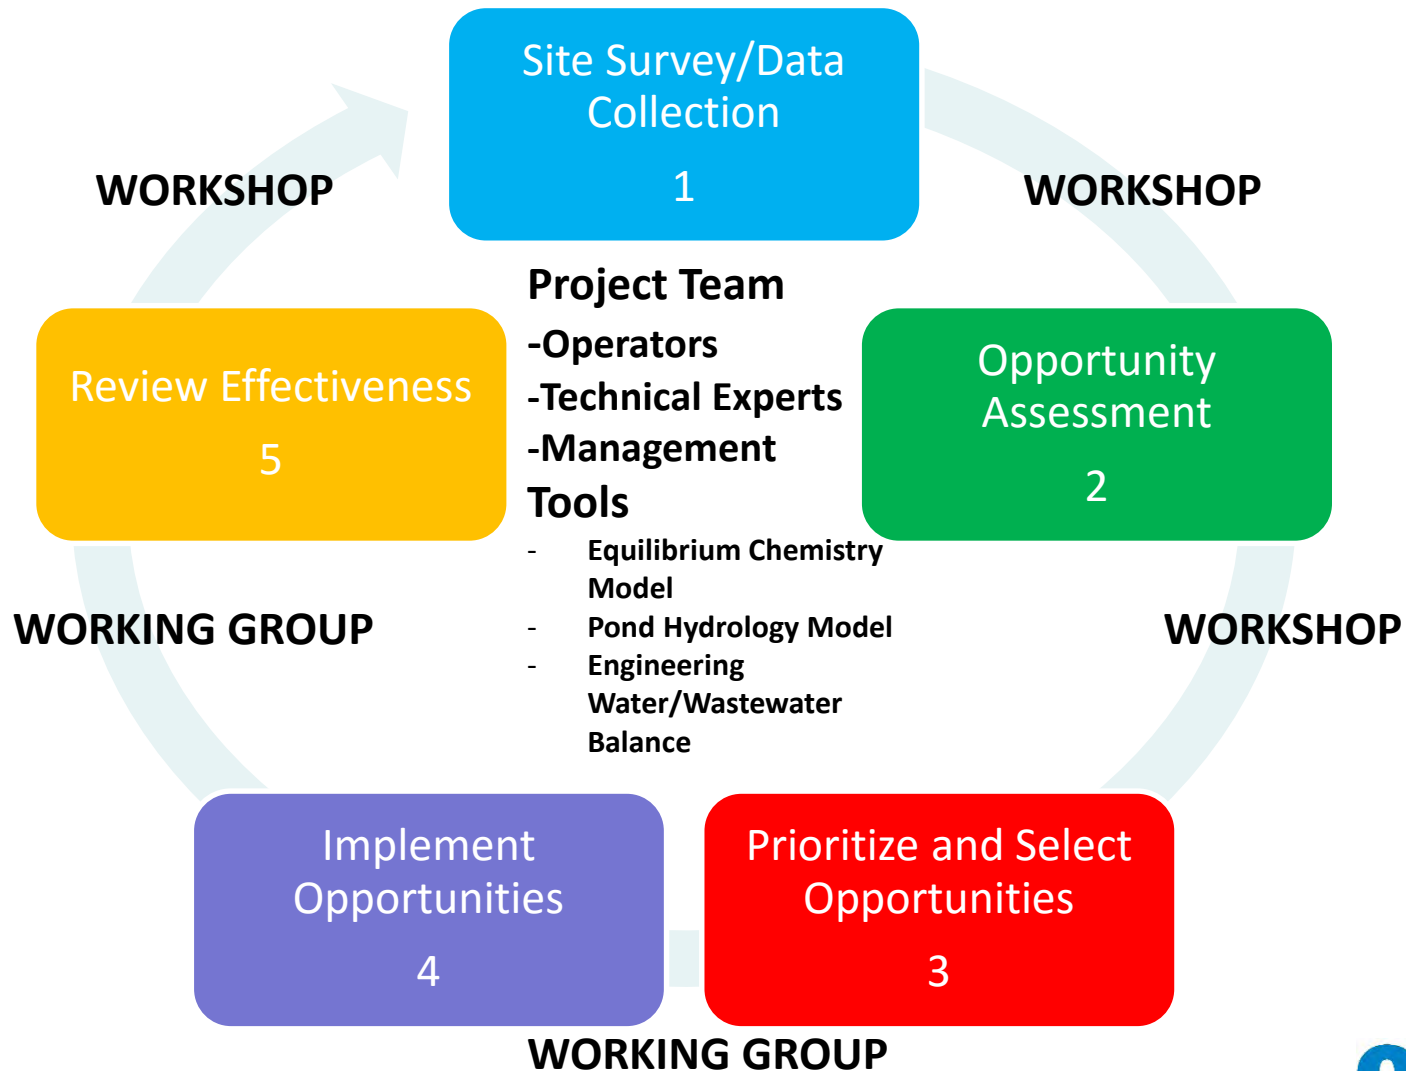 Site Survey/Data
Collection
1
WORKSHOP
WORKSHOP
Project Team
-Operators
-Technical Experts
-Management
Tools
- Equilibrium Chemistry
Model
- Pond Hydrology Model
- Engineering
Water/Wastewater
Balance
Review Effectiveness
5
Opportunity
Assessment
2
WORKING GROUP
WORKSHOP
Implement
Opportunities
4
Prioritize and Select
Opportunities
3
WORKING GROUP